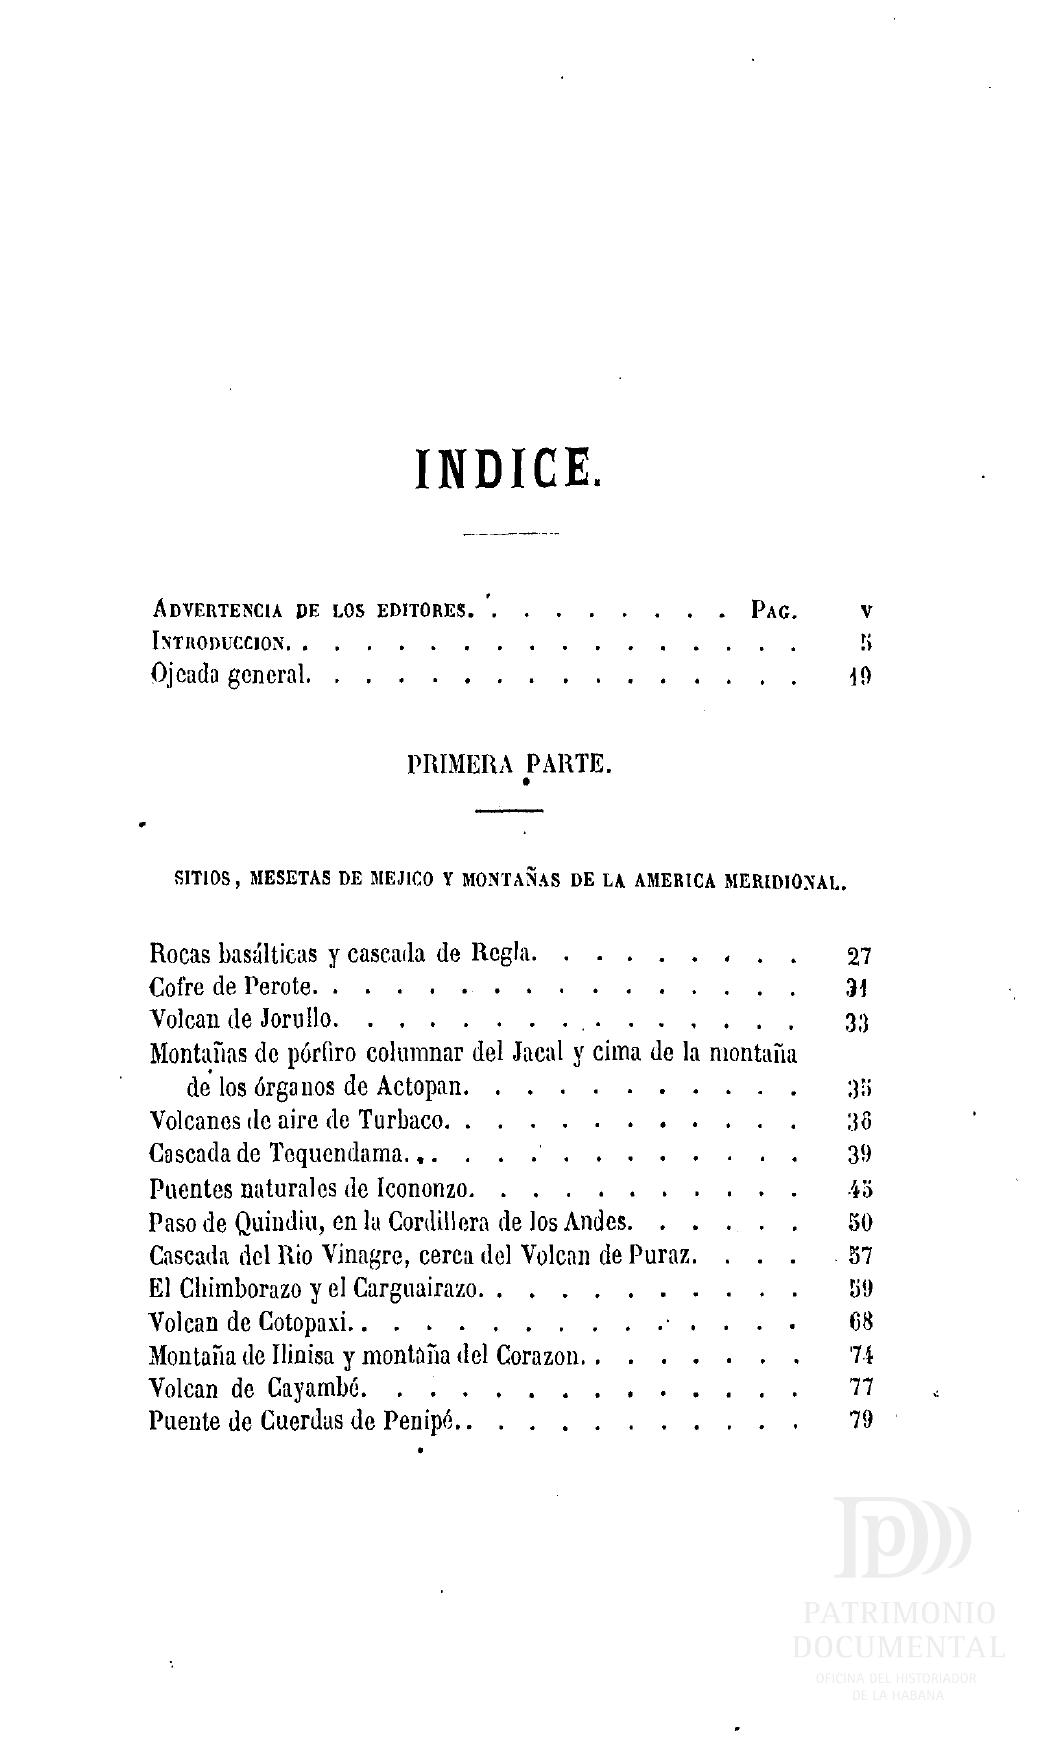 INDICE.
ADVERTENCIA DE LOS EDITORES. . . . . . . . . PAG. V
INTRODUCCION. . . . . . . . . . . . . . . . . 5
Ojeada general. . . . . . . . . . . . . . . . 19
PRIMERA PARTE.
SITIOS, MESETAS DE MEJICO Y MONTAÑAS DE LA AMERICA MERIDIONAL.
Rocas basálticas y cascada de Regla. . . . . . . . . 27
Cofre de Perote. . . . . . . . . . . . . . . . 31
Volcan de Jorullo. . . . . . . . . . . . . . . 33
Montañas de pórfiro columnar del Jacal y cima de la montaña
de los órganos de Actopan. . . . . . . . . . . 35
Volcanes de aire de Turbaco. . . . . . . . . . . . 36
Cascada de Tequendama. . . . . . . . . . . . . . 39
Puentes naturales de Icononzo. . . . . . . . . . . 45
Paso de Quindiu, en la Cordillera de los Andes. . . . . . 50
Cascada del Rio Vinagre, cerca del Volcan de Puraz. . . . 57
El Chimborazo y el Carguairazo. . . . . . . . . . . 59
Volcan de Cotopaxi. . . . . . . . . . . . . . . 68
Montaña de Ilinisa y montaña del Corazon. . . . . . . . 74
Volcan de Cayambé. . . . . . . . . . . . . . 77
Puente de Cuerdas de Penipé. . . . . . . . . . . . 79
PATRIMONIO
DOCUMENTAL
OFICINA DEL HISTORIADOR
DE LA HABANA